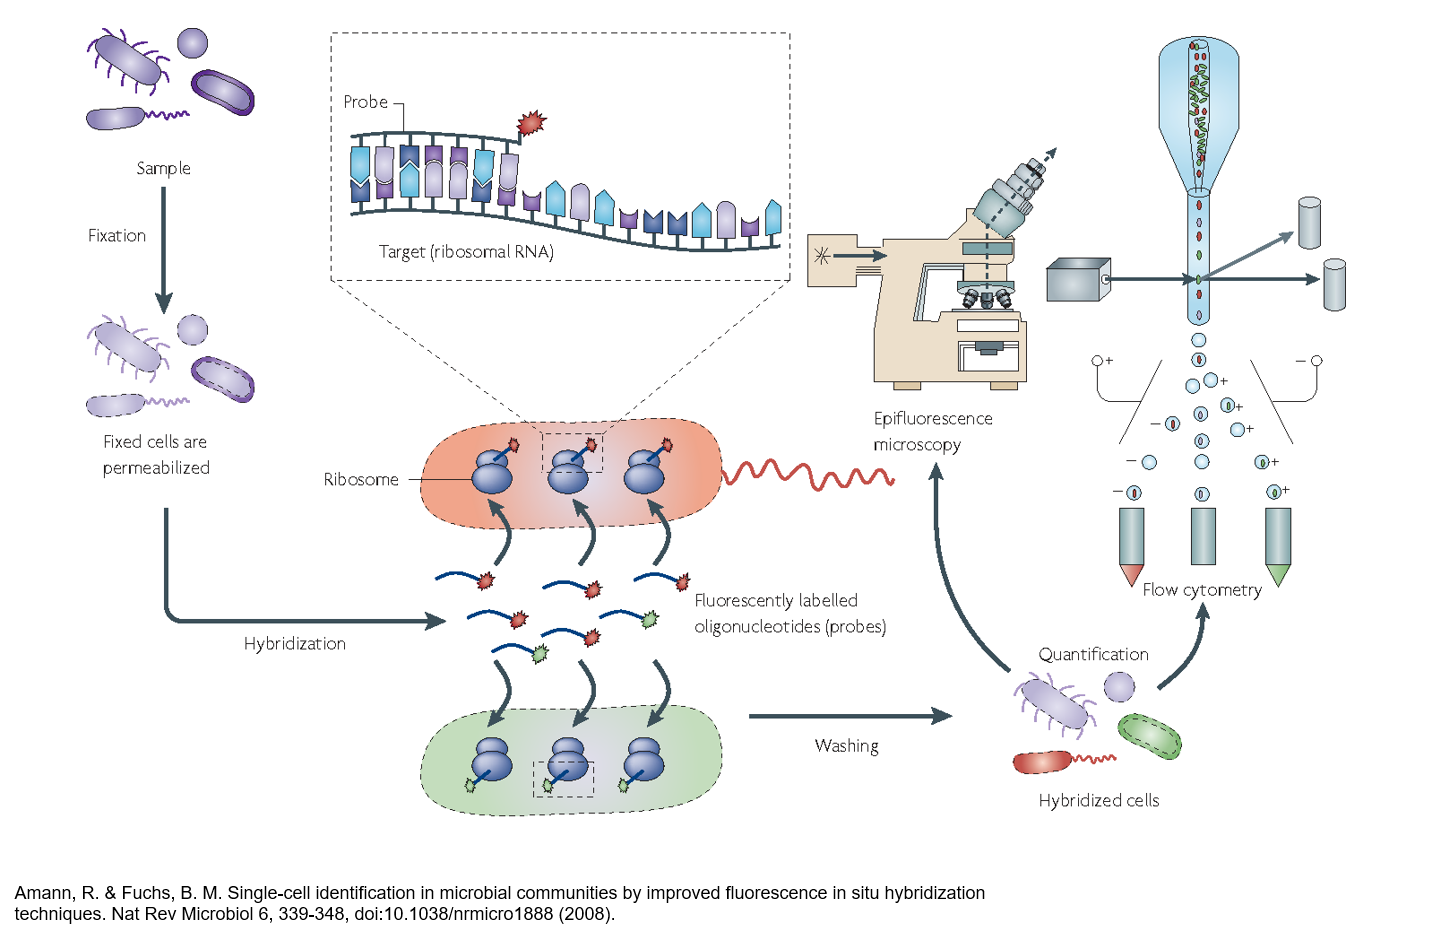 Sample
Fixation
Fixed cells are
permeabilized
Hybridization
Probe
Target (ribosomal RNA)
Ribosome
Fluorescently labelled
oligonucleotides (probes)
Washing
Epifluorescence
microscopy
Quantification
Hybridized cells
+
−
+
+
−
+
−
+
−
+
Flow cytometry
Amann, R. & Fuchs, B. M. Single-cell identification in microbial communities by improved fluorescence in situ hybridization
techniques. Nat Rev Microbiol 6, 339-348, doi:10.1038/nrmicro1888 (2008).